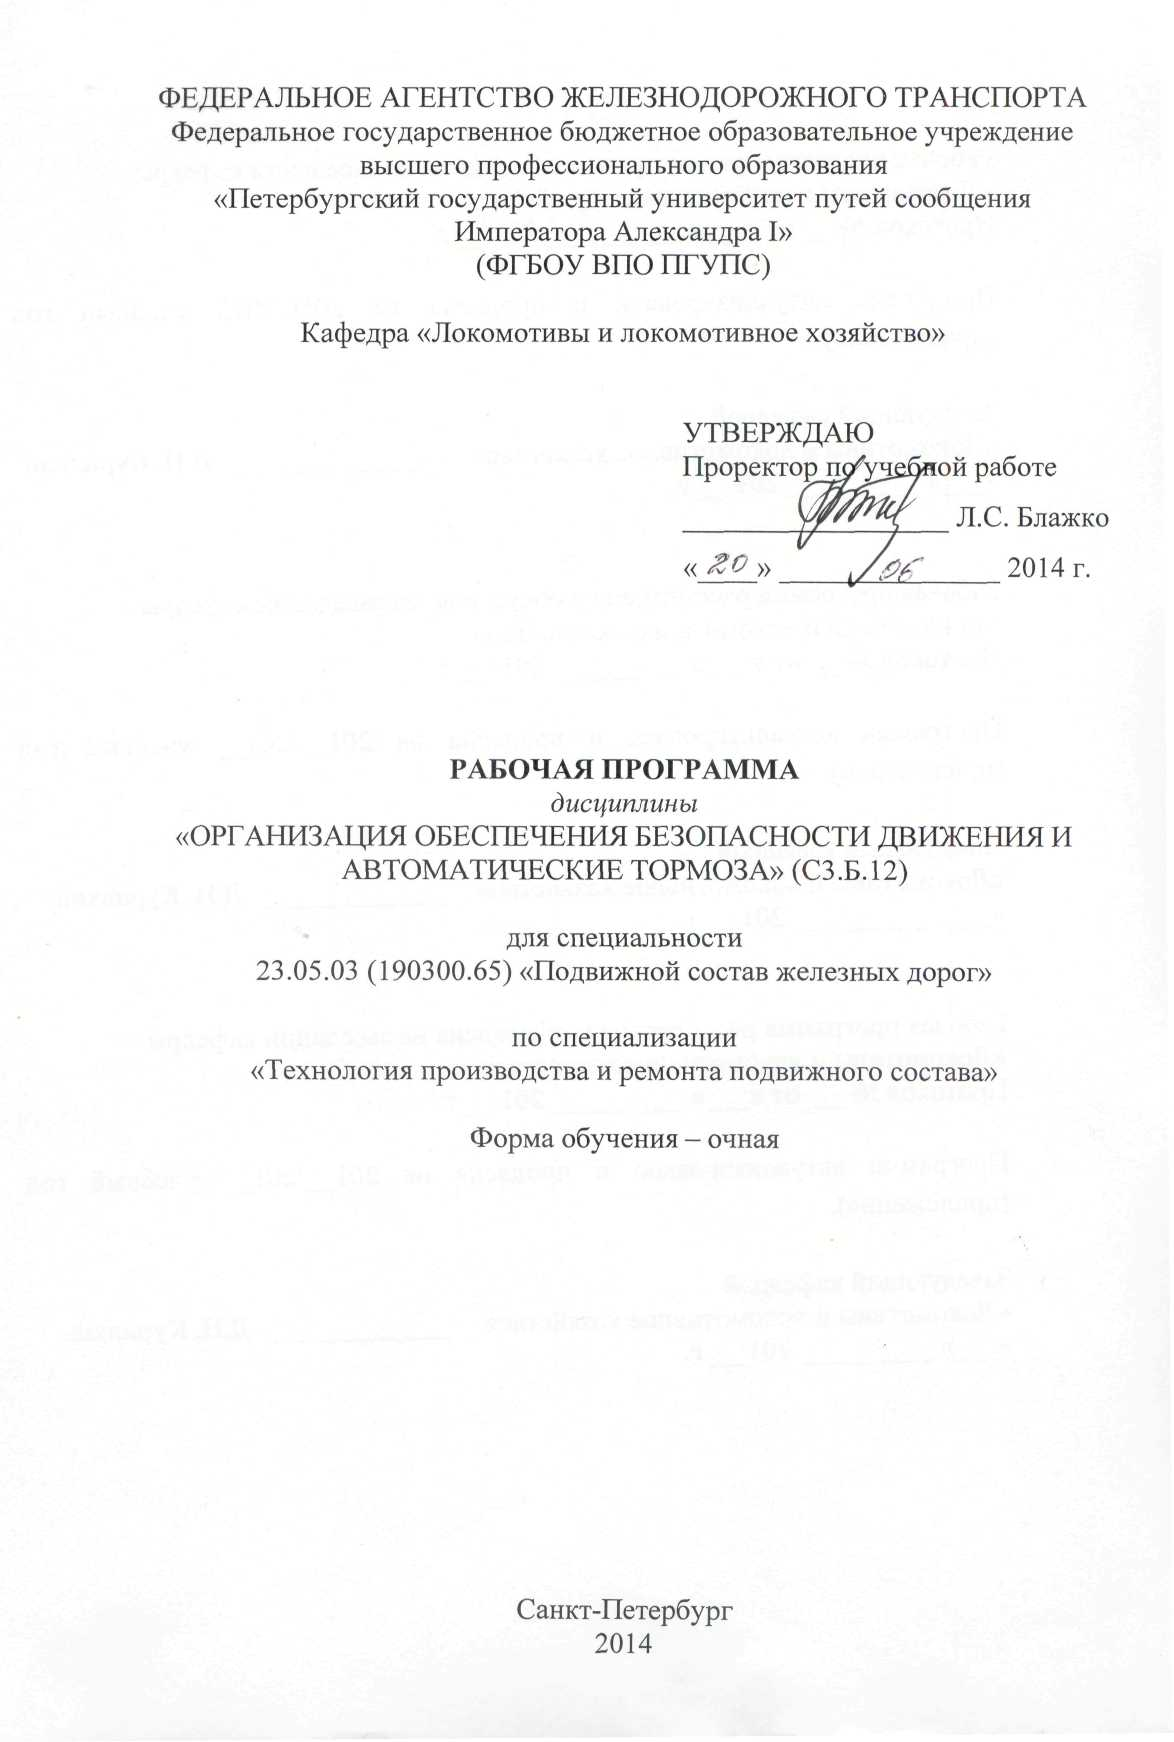 ФЕДЕРАЛЬНОЕ АГЕНТСТВО ЖЕЛЕЗНОДОРОЖНОГО ТРАНСПОРТА
Федеральное государственное бюджетное образовательное учреждение
высшего профессионального образования
«Петербургский государственный университет путей сообщения
Императора Александра I»
(ФГБОУ ВПО ПГУПС)
Кафедра «Локомотивы и локомотивное хозяйство»
УТВЕРЖДАЮ
Проректор по учебной работе
__________________ Л.С. Блажко
«20» 06 2014 г.
РАБОЧАЯ ПРОГРАММА
дисциплины
«ОРГАНИЗАЦИЯ ОБЕСПЕЧЕНИЯ БЕЗОПАСНОСТИ ДВИЖЕНИЯ И
АВТОМАТИЧЕСКИЕ ТОРМОЗА» (С3.Б.12)
для специальности
23.05.03 (190300.65) «Подвижной состав железных дорог»
по специализации
«Технология производства и ремонта подвижного состава»
Форма обучения – очная
Санкт-Петербург
2014